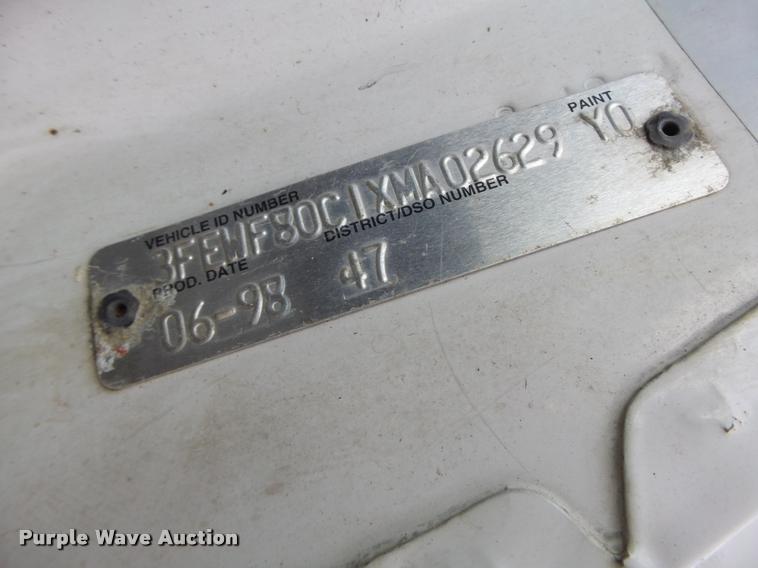 PAINT
VEHICLE ID NUMBER
3FEWF80C1XMA02629 YO
PROD. DATE DISTRICT/DSO NUMBER
06-98 47
Purple Wave Auction